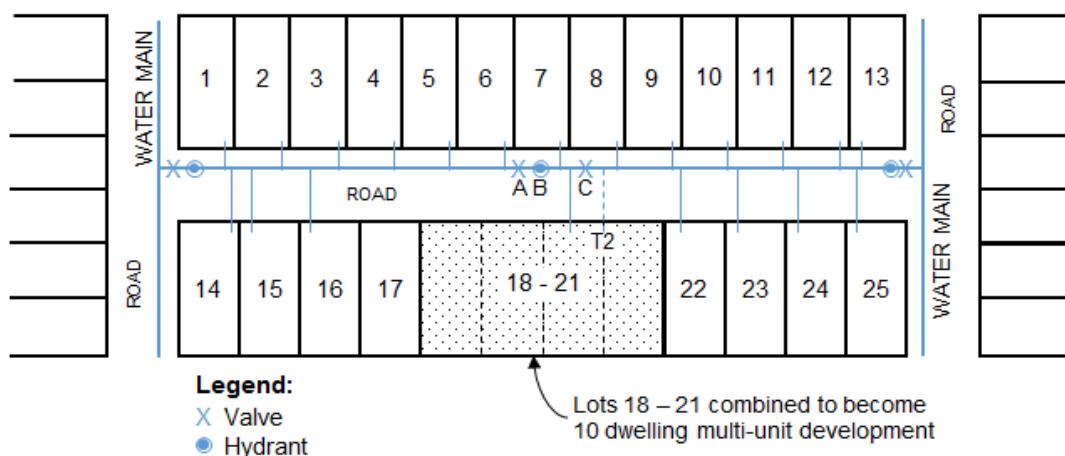 WATER MAIN
1 2 3 4 5 6 7 8 9 10 11 12 13
ROAD
A B C
ROAD
T2
ROAD
14 15 16 17 18 - 21 22 23 24 25
WATER MAIN
Legend:
X Valve
Hydrant
Lots 18 – 21 combined to become
10 dwelling multi-unit development